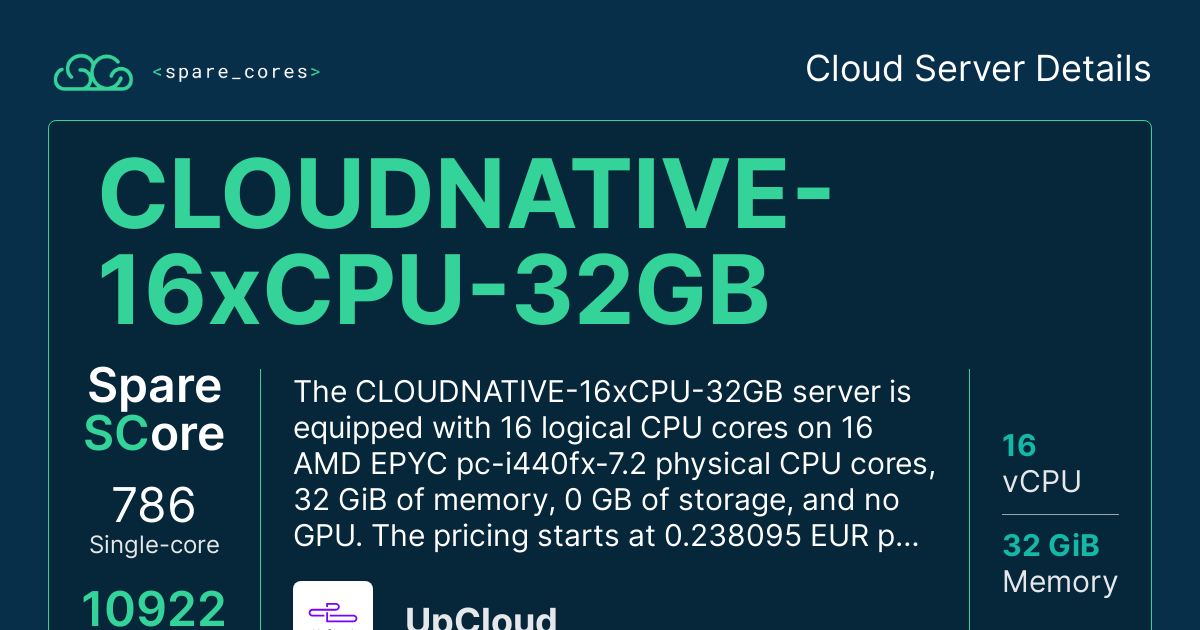 <spare_cores>
Cloud Server Details
CLOUDNATIVE-
16xCPU-32GB
Spare
SCore
786
Single-core
10922
The CLOUDNATIVE-16xCPU-32GB server is
equipped with 16 logical CPU cores on 16
AMD EPYC pc-i440fx-7.2 physical CPU cores,
32 GiB of memory, 0 GB of storage, and no
GPU. The pricing starts at 0.238095 EUR p...
UpCloud
16
vCPU
32 GiB
Memory